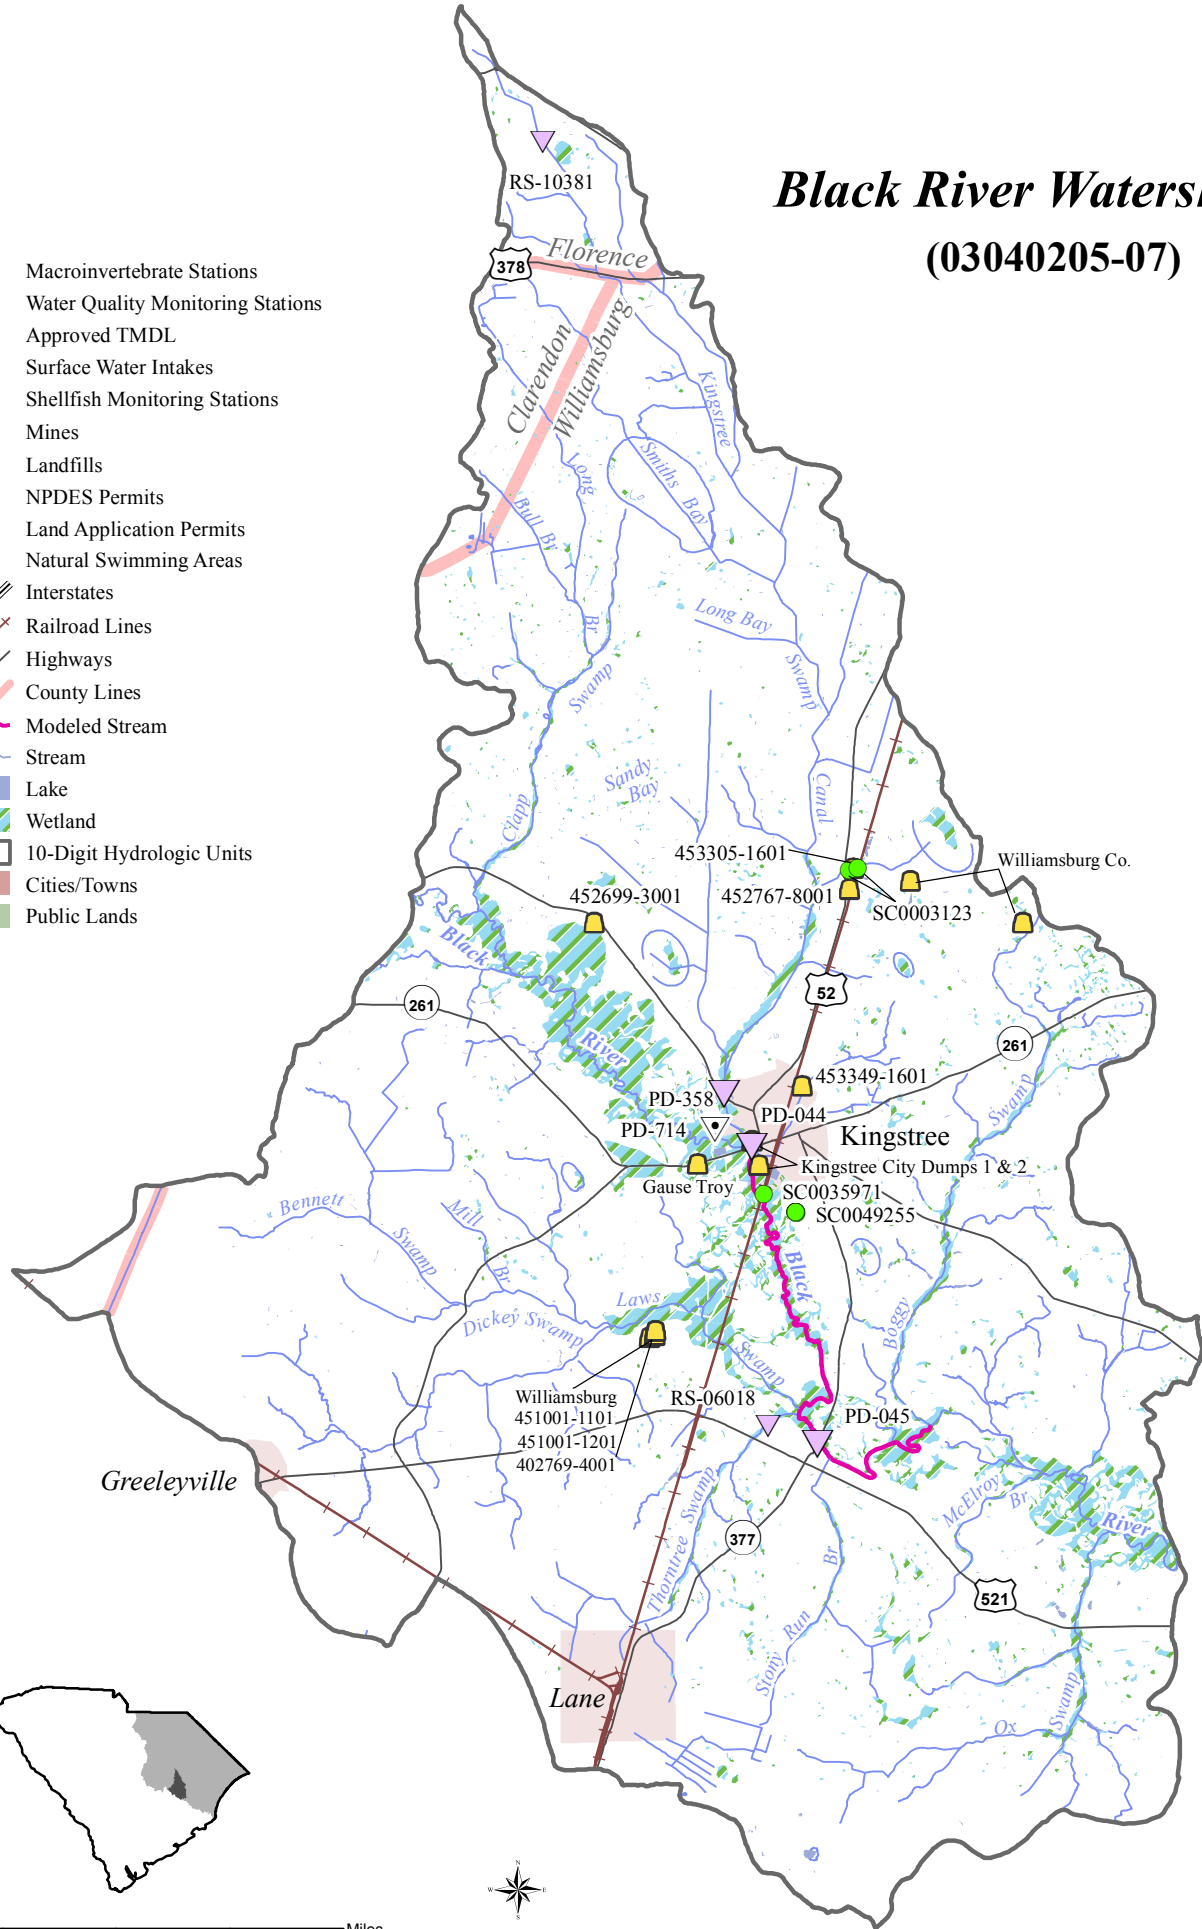 Black River Waters
(03040205-07)
Macroinvertebrate Stations
Water Quality Monitoring Stations
Approved TMDL
Surface Water Intakes
Shellfish Monitoring Stations
Mines
Landfills
NPDES Permits
Land Application Permits
Natural Swimming Areas
Interstates
Railroad Lines
Highways
County Lines
Modeled Stream
Stream
Lake
Wetland
10-Digit Hydrologic Units
Cities/Towns
Public Lands
RS-10381
378
Florence
Clarendon
Williamsburg
Kingstree
Smiths Bay
Long
Bull Br
Br
Long Bay
Swamp
Swamp
Sandy
Bay
Canal
Clapp
453305-1601
Williamsburg Co.
452699-3001
452767-8001
SC0003123
Black
52
261
261
River
453349-1601
Swamp
PD-358
PD-044
PD-714
Kingstree
Kingstree City Dumps 1 & 2
Gause Troy
SC0035971
SC0049255
Bennett
Mill
Swamp
Br
Black
Laws
Dickey Swamp
Boggy
Swamp
Williamsburg
451001-1101
451001-1201
402769-4001
RS-06018
PD-045
Greeleyville
McElroy
Br
River
Thorntree Swamp
377
Br
521
Stony Run
Lane
Swamp
Ox
N
W
E
S
Miles